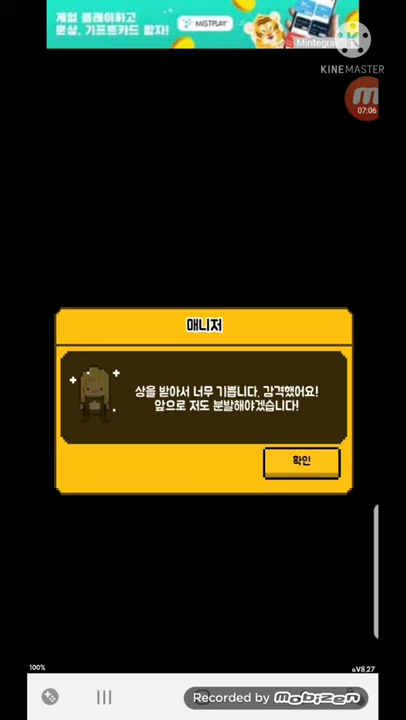 게임 플레이하고
문상, 기프트카드 받자!
MISTPLAY
Mintegral
KINEMASTER
07:06
매니저
상을 받아서 너무 기쁩니다, 감격했어요!
앞으로 저도 분발해야겠습니다!
확인
100%
V8.27
Recorded by mobizen